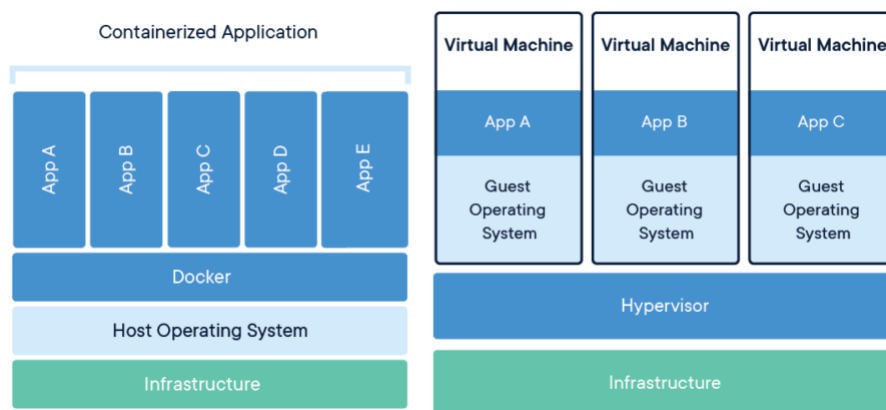 Containerized Application
App A
App B
App C
App D
App E
Docker
Host Operating System
Infrastructure
Virtual Machine
App A
Guest
Operating
System
Virtual Machine
App B
Guest
Operating
System
Virtual Machine
App C
Guest
Operating
System
Hypervisor
Infrastructure